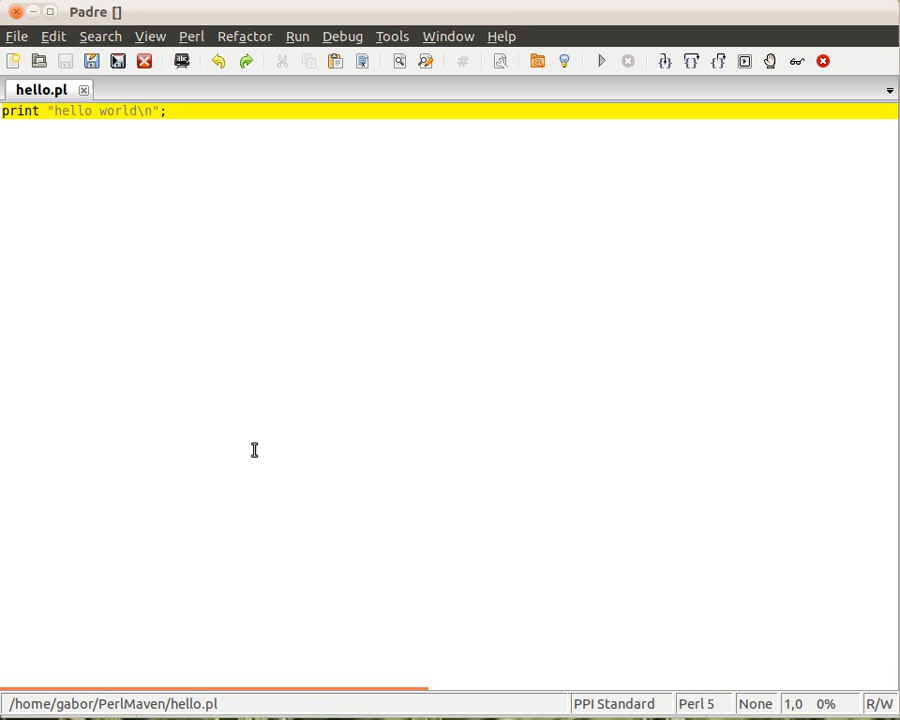 Padre []
File Edit Search View Perl Refactor Run Debug Tools Window Help
abc #
hello.pl
print "hello world\n";
/home/gabor/PerlMaven/hello.pl PPI Standard Perl 5 None 1,0 0% R/W